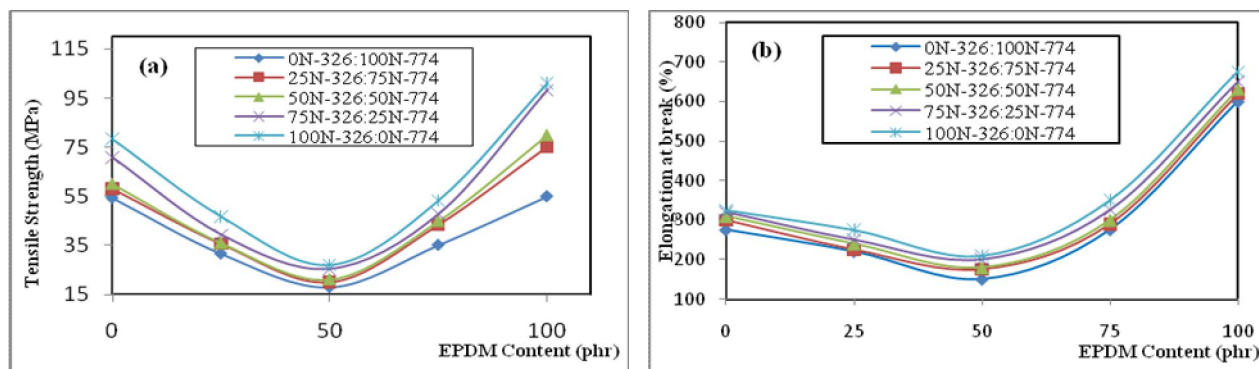 115
95
75
55
35
15
Tensile Strength (MPa)
(a)
0N-326:100N-774
25N-326:75N-774
50N-326:50N-774
75N-326:25N-774
100N-326:0N-774
0
50
100
EPDM Content (phr)
800
700
600
500
400
300
200
100
Elongation at break (%)
(b)
0N-326:100N-774
25N-326:75N-774
50N-326:50N-774
75N-326:25N-774
100N-326:0N-774
0
25
50
75
100
EPDM Content (phr)